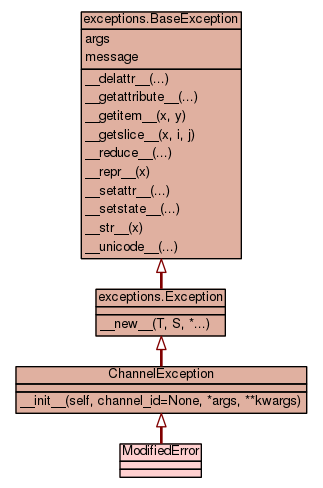 exceptions.BaseException
args
message
__delattr__(...)
__getattribute__(...)
__getitem__(x, y)
__getslice__(x, i, j)
__reduce__(...)
__repr__(x)
__setattr__(...)
__setstate__(...)
__str__(x)
__unicode__(...)
exceptions.Exception
__new__(T, S, *...)
ChannelException
__init__(self, channel_id=None, *args, **kwargs)
ModifiedError